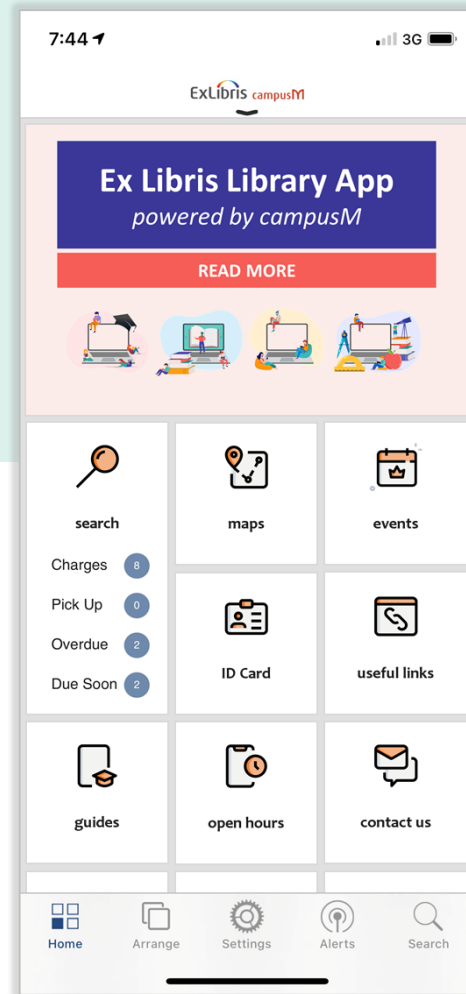 7:44
3G
ExLibris campusM
Ex Libris Library App
powered by campusM
READ MORE
search
maps
events
Charges 8
Pick Up 0
Overdue 2
Due Soon 2
ID Card
useful links
guides
open hours
contact us
Home
Arrange
Settings
Alerts
Search